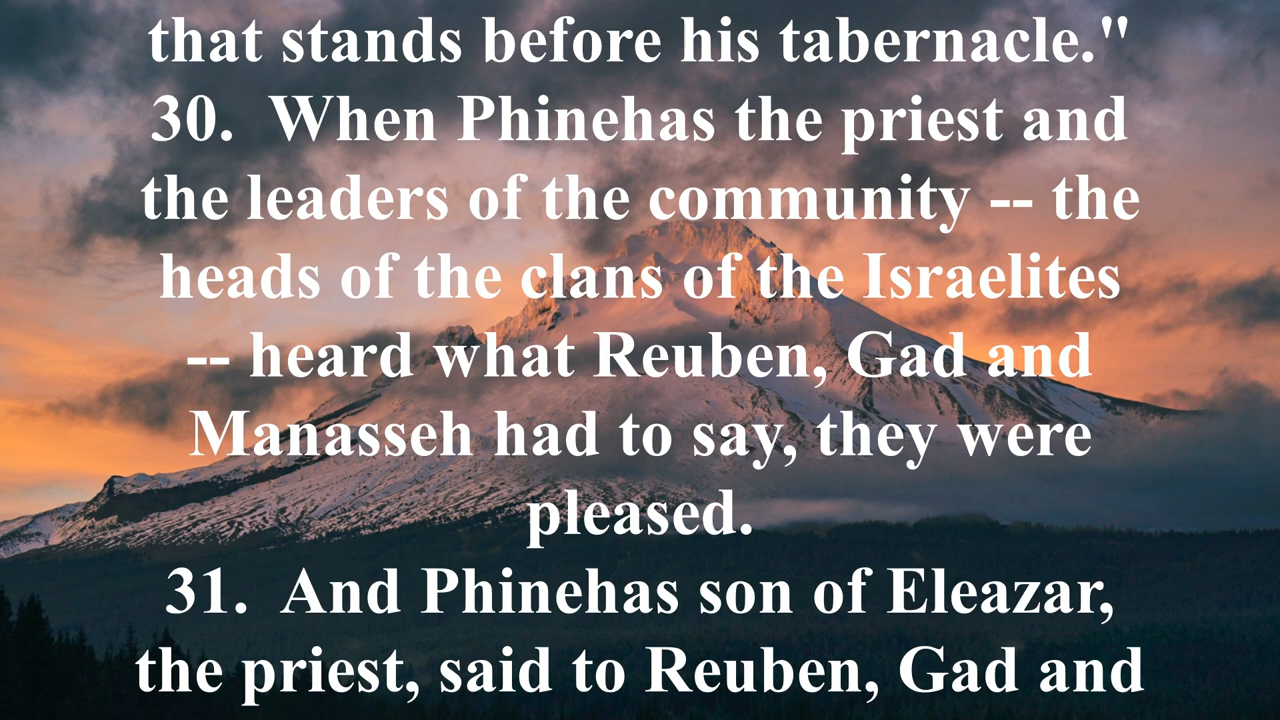 that stands before his tabernacle."
30.  When Phinehas the priest and
the leaders of the community -- the
heads of the clans of the Israelites
-- heard what Reuben, Gad and
Manasseh had to say, they were
pleased.
31.  And Phinehas son of Eleazar,
the priest, said to Reuben, Gad and